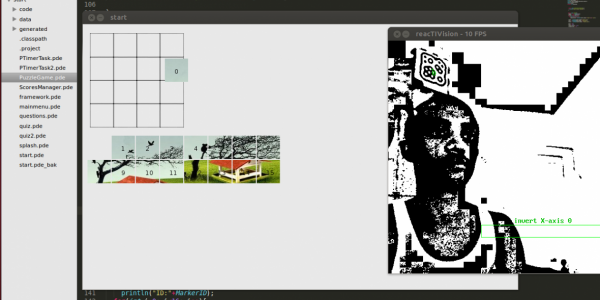 start
code
data
generated
.classpath
.project
PTimerTask.pde
PTimerTask2.pde
PuzzleGame.pde
ScoresManager.pde
framework.pde
mainmenu.pde
questions.pde
quiz.pde
quiz2.pde
splash.pde
start.pde
start.pde_bak
106
start
0
1 2 4
9 10 11
reacTIVision - 10 FPS
invert X-axis 0
141 println("ID:"+MarkerID);